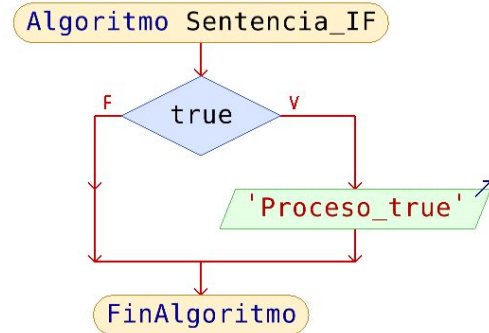 Algoritmo Sentencia_IF
F
true
V
'Proceso_true'
FinAlgoritmo